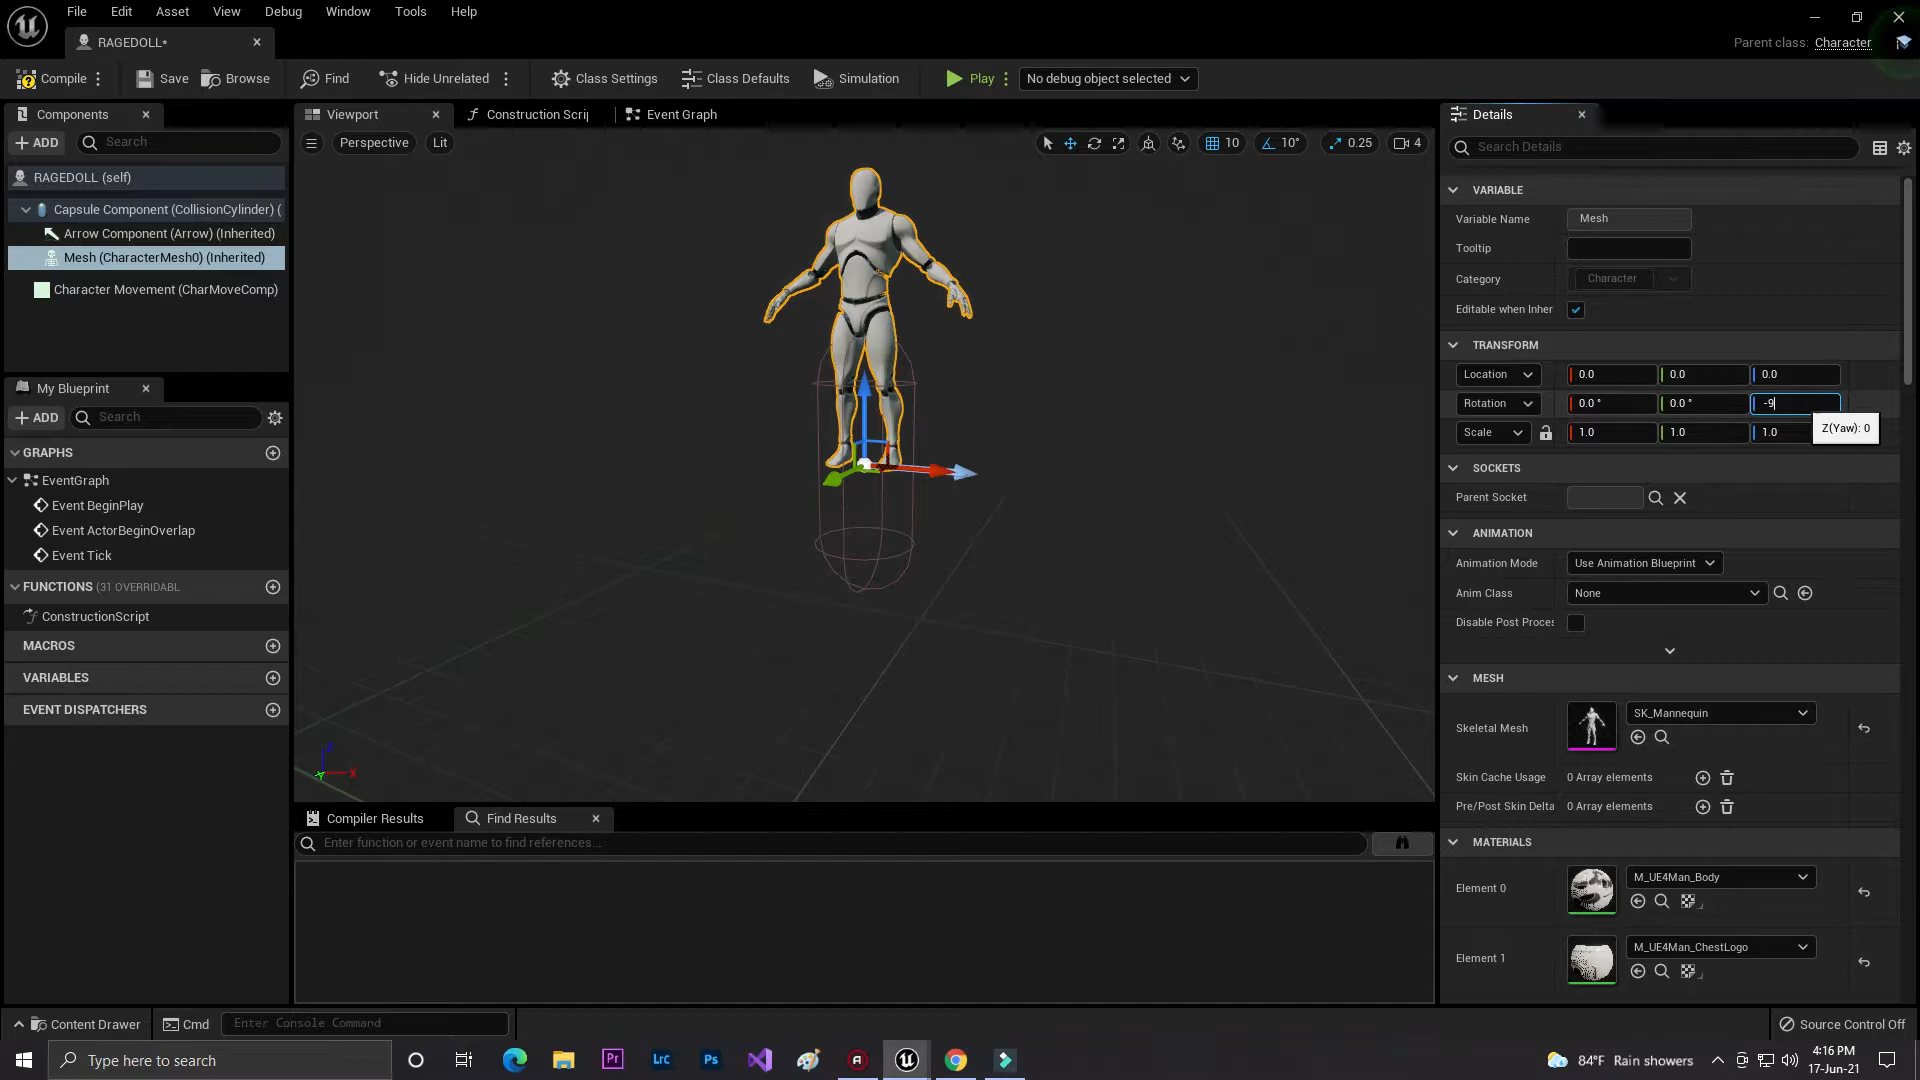 File Edit Asset View Debug Window Tools Help
RAGEDOLL*
Parent class: Character
Compile Save Browse Find Hide Unrelated Class Settings Class Defaults Simulation Play No debug object selected
Components
ADD Search
RAGEDOLL (self)
Capsule Component (CollisionCylinder) (
Arrow Component (Arrow) (Inherited)
Mesh (CharacterMesh0) (Inherited)
Character Movement (CharMoveComp)
My Blueprint
ADD Search
GRAPHS
EventGraph
Event BeginPlay
Event ActorBeginOverlap
Event Tick
FUNCTIONS (31 OVERRIDABL
ConstructionScript
MACROS
VARIABLES
EVENT DISPATCHERS
Viewport Construction Scrij Event Graph
Perspective Lit 10 10° 0.25 4
Z
X
Y
Compiler Results Find Results
Enter function or event name to find references...
Details
Search Details
VARIABLE
Variable Name Mesh
Tooltip
Category Character
Editable when Inher
TRANSFORM
Location 0.0 0.0 0.0
Rotation 0.0 ° 0.0 ° -9
Z(Yaw): 0
Scale 1.0 1.0 1.0
SOCKETS
Parent Socket
ANIMATION
Animation Mode Use Animation Blueprint
Anim Class None
Disable Post Proces
MESH
Skeletal Mesh SK_Mannequin
Skin Cache Usage 0 Array elements
Pre/Post Skin Delta 0 Array elements
MATERIALS
Element 0 M_UE4Man_Body
Element 1 M_UE4Man_ChestLogo
Content Drawer Cmd Enter Console Command Source Control Off
Type here to search Pr Lrc Ps 84°F Rain showers 4:16 PM
17-Jun-21